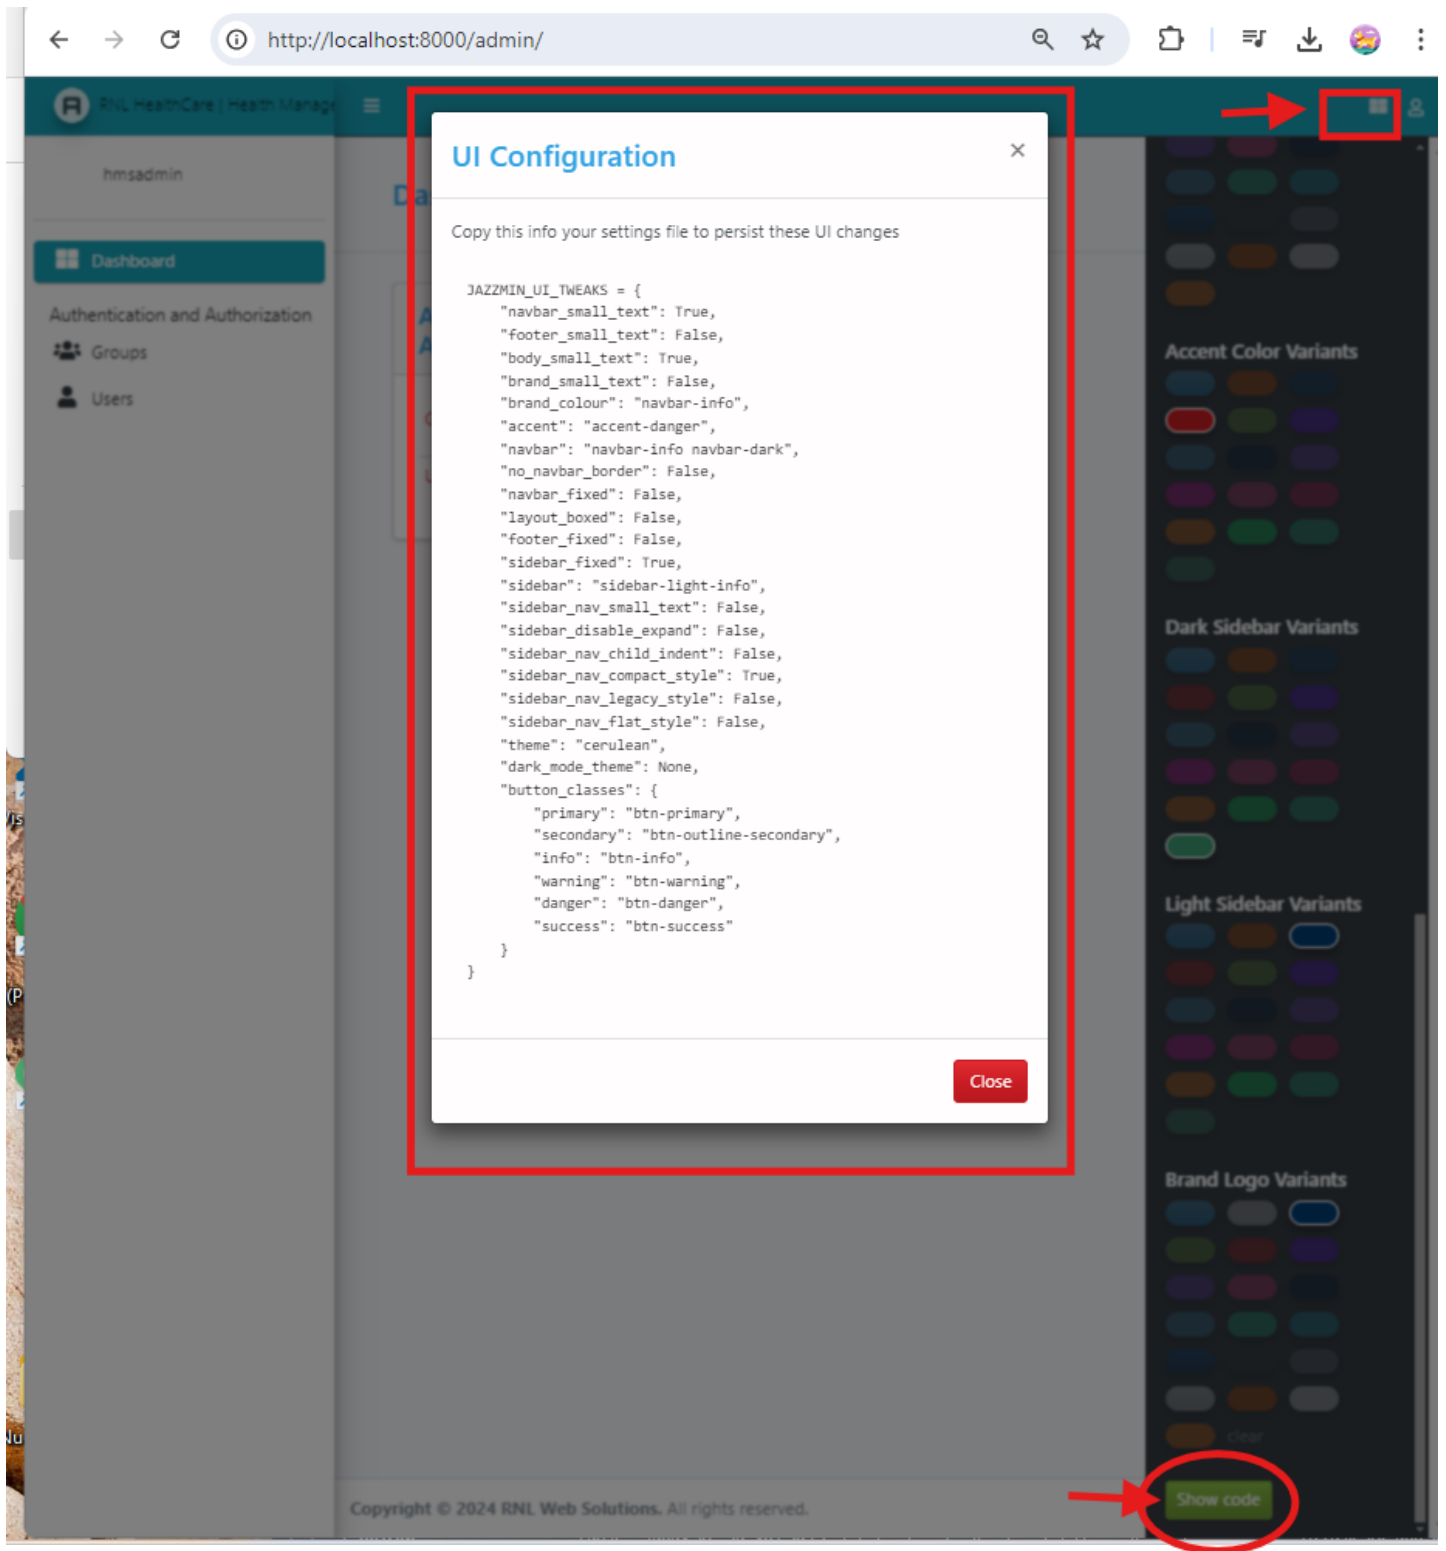 http://localhost:8000/admin/
RNL HealthCare | Health Manage
hmsadmin
Dashboard
Authentication and Authorization
Groups
Users
Da
A
A
UI Configuration
×
Copy this info your settings file to persist these UI changes
JAZZMIN_UI_TWEAKS = {
"navbar_small_text": True,
"footer_small_text": False,
"body_small_text": True,
"brand_small_text": False,
"brand_colour": "navbar-info",
"accent": "accent-danger",
"navbar": "navbar-info navbar-dark",
"no_navbar_border": False,
"navbar_fixed": False,
"layout_boxed": False,
"footer_fixed": False,
"sidebar_fixed": True,
"sidebar": "sidebar-light-info",
"sidebar_nav_small_text": False,
"sidebar_disable_expand": False,
"sidebar_nav_child_indent": False,
"sidebar_nav_compact_style": True,
"sidebar_nav_legacy_style": False,
"sidebar_nav_flat_style": False,
"theme": "cerulean",
"dark_mode_theme": None,
"button_classes": {
"primary": "btn-primary",
"secondary": "btn-outline-secondary",
"info": "btn-info",
"warning": "btn-warning",
"danger": "btn-danger",
"success": "btn-success"
}
}
Close
Accent Color Variants
Dark Sidebar Variants
Light Sidebar Variants
Brand Logo Variants
clear
Show code
Copyright © 2024 RNL Web Solutions. All rights reserved.